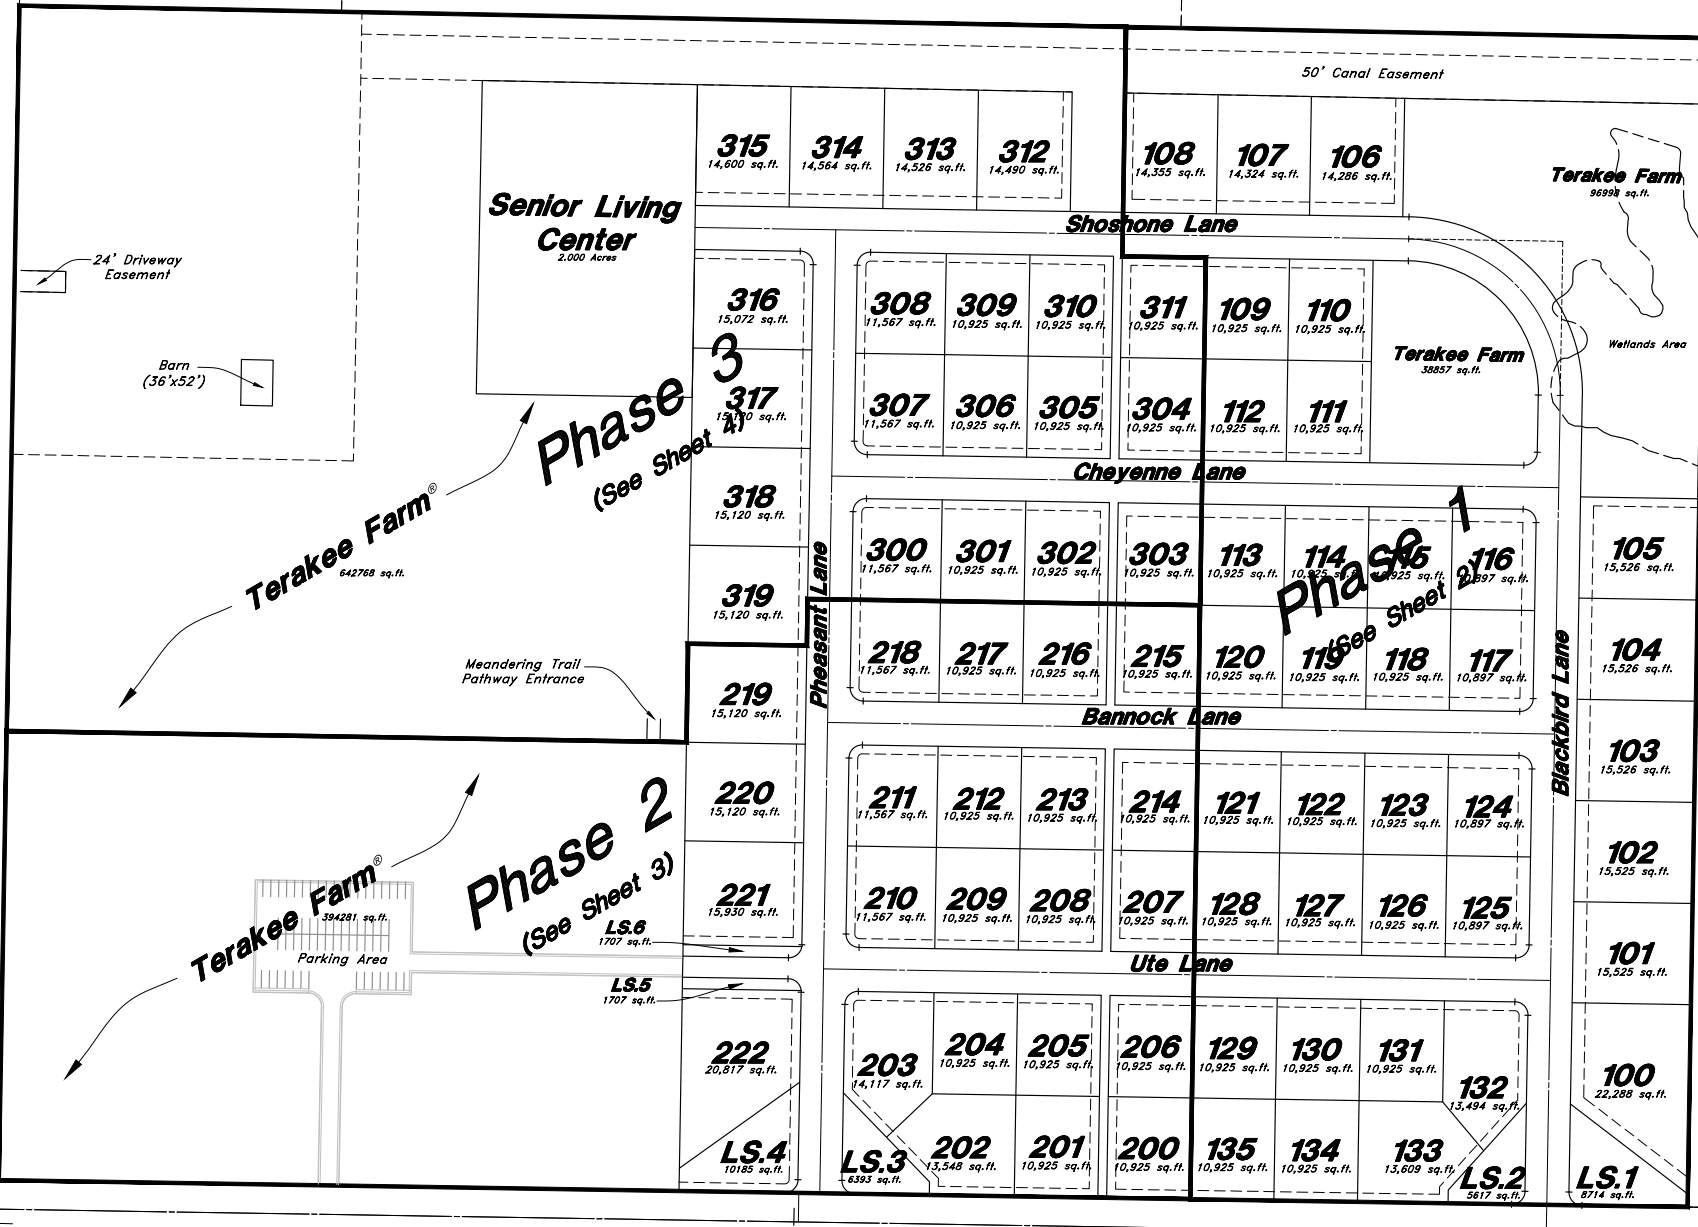 50' Canal Easement
315
14,600 sq.ft.
314
14,564 sq.ft.
313
14,526 sq.ft.
312
14,490 sq.ft.
108
14,355 sq.ft.
107
14,324 sq.ft.
106
14,286 sq.ft.
Terakee Farm
96998 sq.ft.
Senior Living
Center
2.000 Acres
Shoshone Lane
24' Driveway
Easement
316
15,072 sq.ft.
308
11,567 sq.ft.
309
10,925 sq.ft.
310
10,925 sq.ft.
311
10,925 sq.ft.
109
10,925 sq.ft.
110
10,925 sq.ft.
Wetlands Area
Terakee Farm
38857 sq.ft.
Barn
(36'x52')
Phase 3
(See Sheet 4)
317
15,120 sq.ft.
307
11,567 sq.ft.
306
10,925 sq.ft.
305
10,925 sq.ft.
304
10,925 sq.ft.
112
10,925 sq.ft.
111
10,925 sq.ft.
Cheyenne Lane
318
15,120 sq.ft.
Terakee Farm®
642768 sq.ft.
Pheasant Lane
300
11,567 sq.ft.
301
10,925 sq.ft.
302
10,925 sq.ft.
303
10,925 sq.ft.
113
10,925 sq.ft.
114
10,925 sq.ft.
115
10,925 sq.ft.
116
10,897 sq.ft.
Phase 1
(See Sheet 2)
105
15,526 sq.ft.
319
15,120 sq.ft.
218
11,567 sq.ft.
217
10,925 sq.ft.
216
10,925 sq.ft.
215
10,925 sq.ft.
120
10,925 sq.ft.
119
10,925 sq.ft.
118
10,925 sq.ft.
117
10,897 sq.ft.
Blackbird Lane
104
15,526 sq.ft.
Meandering Trail
Pathway Entrance
219
15,120 sq.ft.
Bannock Lane
103
15,526 sq.ft.
220
15,120 sq.ft.
211
11,567 sq.ft.
212
10,925 sq.ft.
213
10,925 sq.ft.
214
10,925 sq.ft.
121
10,925 sq.ft.
122
10,925 sq.ft.
123
10,925 sq.ft.
124
10,897 sq.ft.
Phase 2
(See Sheet 3)
102
15,525 sq.ft.
221
15,930 sq.ft.
210
11,567 sq.ft.
209
10,925 sq.ft.
208
10,925 sq.ft.
207
10,925 sq.ft.
128
10,925 sq.ft.
127
10,925 sq.ft.
126
10,925 sq.ft.
125
10,897 sq.ft.
Terakee Farm®
394281 sq.ft.
Parking Area
LS.6
1707 sq.ft.
Ute Lane
101
15,525 sq.ft.
LS.5
1707 sq.ft.
222
20,817 sq.ft.
203
14,117 sq.ft.
204
10,925 sq.ft.
205
10,925 sq.ft.
206
10,925 sq.ft.
129
10,925 sq.ft.
130
10,925 sq.ft.
131
10,925 sq.ft.
132
13,494 sq.ft.
100
22,288 sq.ft.
LS.4
10185 sq.ft.
LS.3
6393 sq.ft.
202
13,548 sq.ft.
201
10,925 sq.ft.
200
10,925 sq.ft.
135
10,925 sq.ft.
134
10,925 sq.ft.
133
13,609 sq.ft.
LS.2
5617 sq.ft.
LS.1
8714 sq.ft.